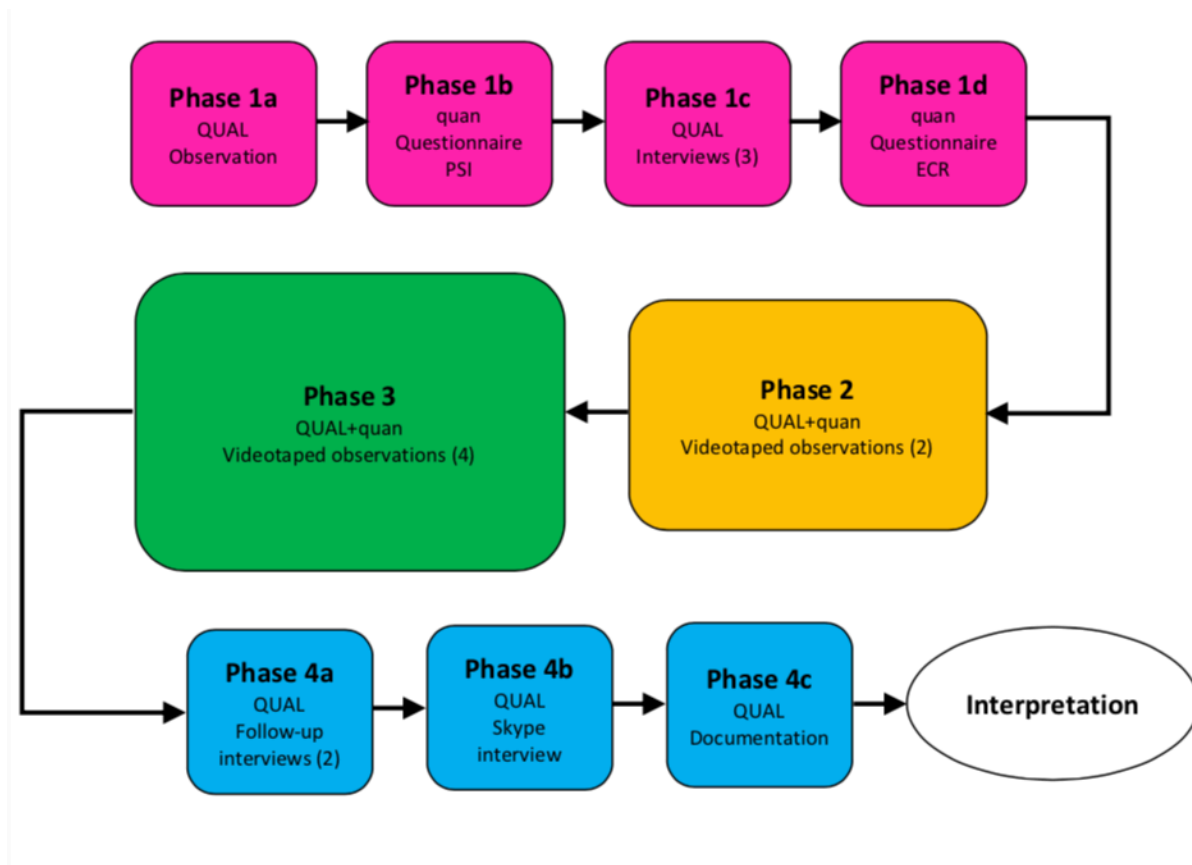 Phase 1a
QUAL
Observation
Phase 1b
quan
Questionnaire
PSI
Phase 1c
QUAL
Interviews (3)
Phase 1d
quan
Questionnaire
ECR
Phase 2
QUAL+quan
Videotaped observations (2)
Phase 3
QUAL+quan
Videotaped observations (4)
Phase 4a
QUAL
Follow-up
interviews (2)
Phase 4b
QUAL
Skype
interview
Phase 4c
QUAL
Documentation
Interpretation